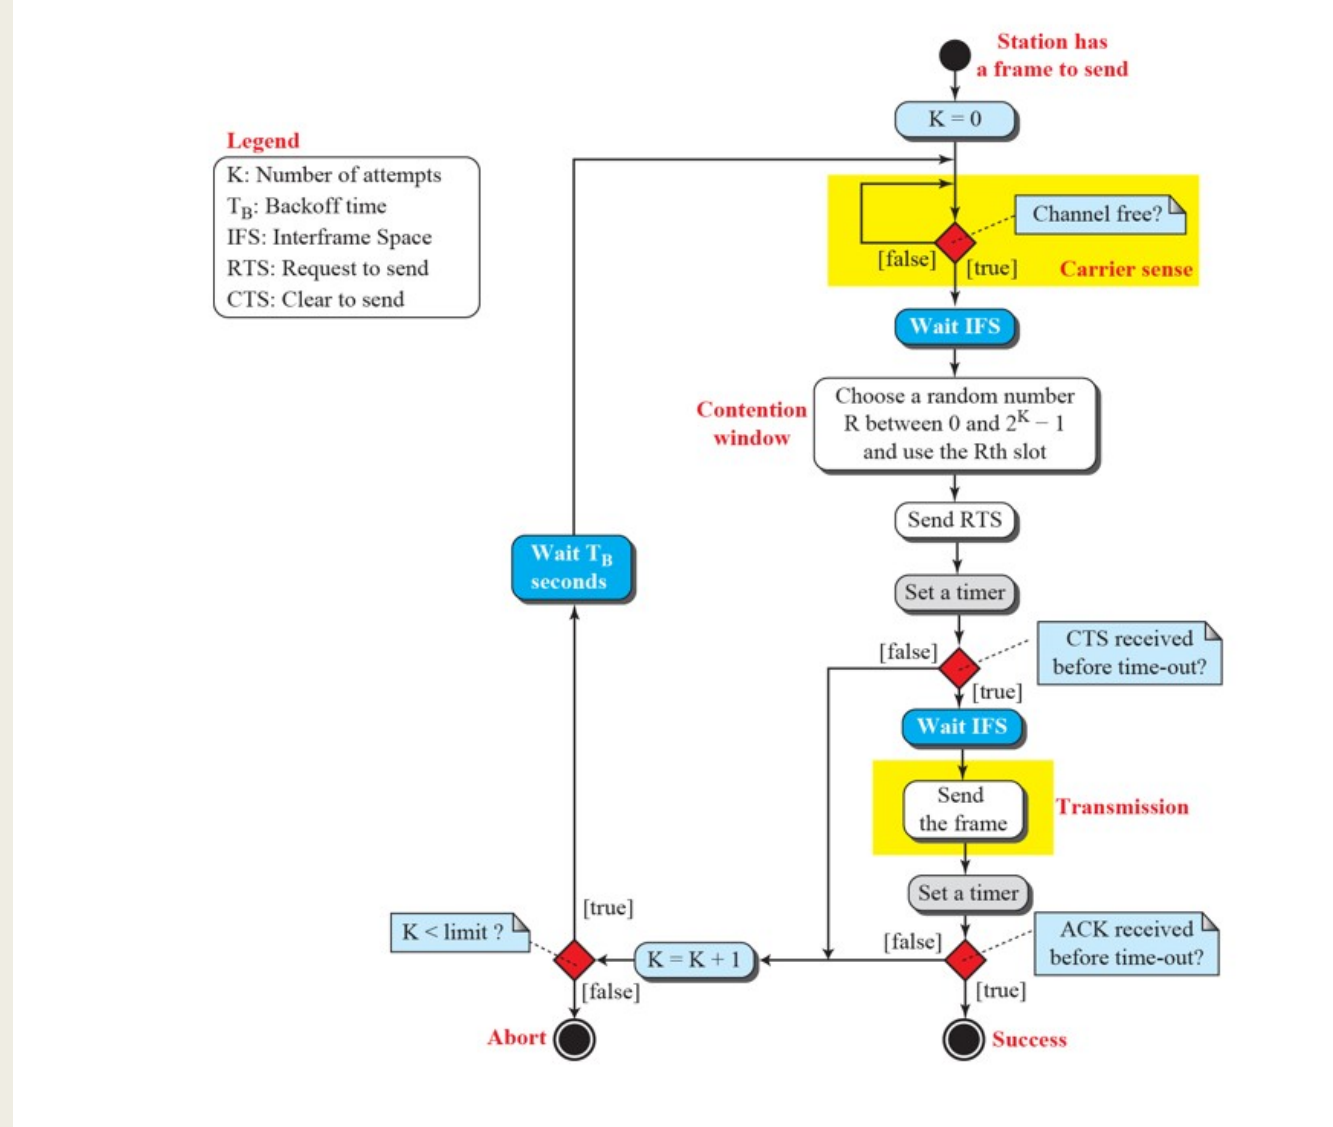 Station has
a frame to send
K = 0
Legend
K: Number of attempts
TB: Backoff time
IFS: Interframe Space
RTS: Request to send
CTS: Clear to send
Channel free?
[false]
[true]
Carrier sense
Wait IFS
Contention
window
Choose a random number
R between 0 and 2^K − 1
and use the Rth slot
Send RTS
Wait TB
seconds
Set a timer
[false]
CTS received
before time-out?
[true]
Wait IFS
Send
the frame
Transmission
Set a timer
[true]
K < limit ?
[false]
ACK received
before time-out?
K = K + 1
[false]
[true]
Abort
Success